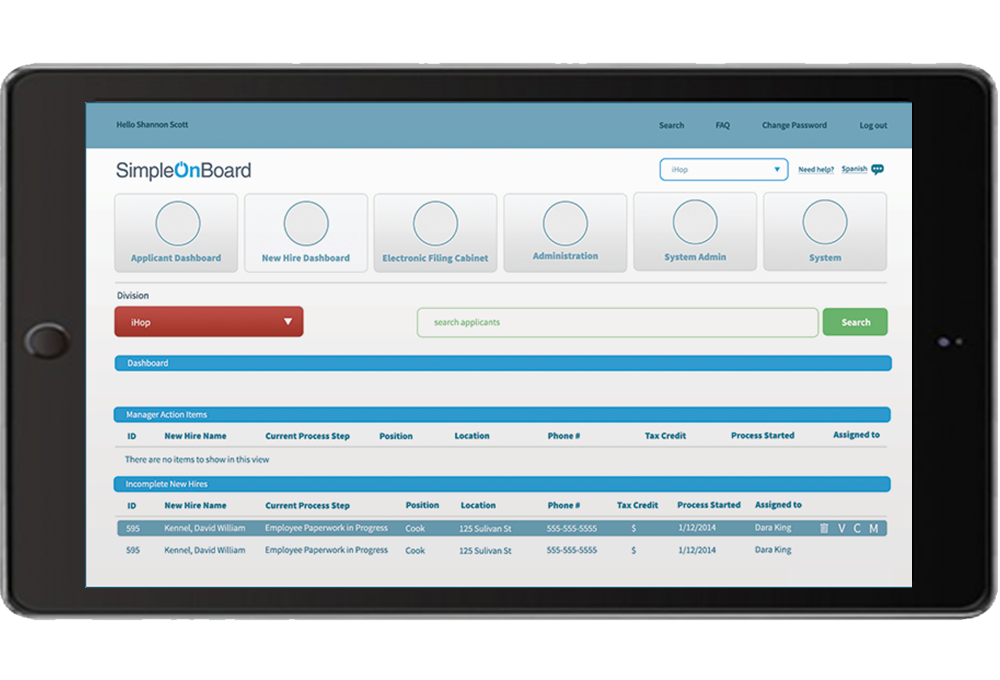 Hello Shannon Scott Search FAQ Change Password Log out
SimpleOnBoard iHop Need help? Spanish
Applicant Dashboard New Hire Dashboard Electronic Filing Cabinet Administration System Admin System
Division
iHop search applicants Search
Dashboard
Manager Action Items
ID New Hire Name Current Process Step Position Location Phone # Tax Credit Process Started Assigned to
There are no items to show in this view
Incomplete New Hires
ID New Hire Name Current Process Step Position Location Phone # Tax Credit Process Started Assigned to
595 Kennel, David William Employee Paperwork in Progress Cook 125 Sulivan St 555-555-5555 $ 1/12/2014 Dara King V C M
595 Kennel, David William Employee Paperwork in Progress Cook 125 Sulivan St 555-555-5555 $ 1/12/2014 Dara King